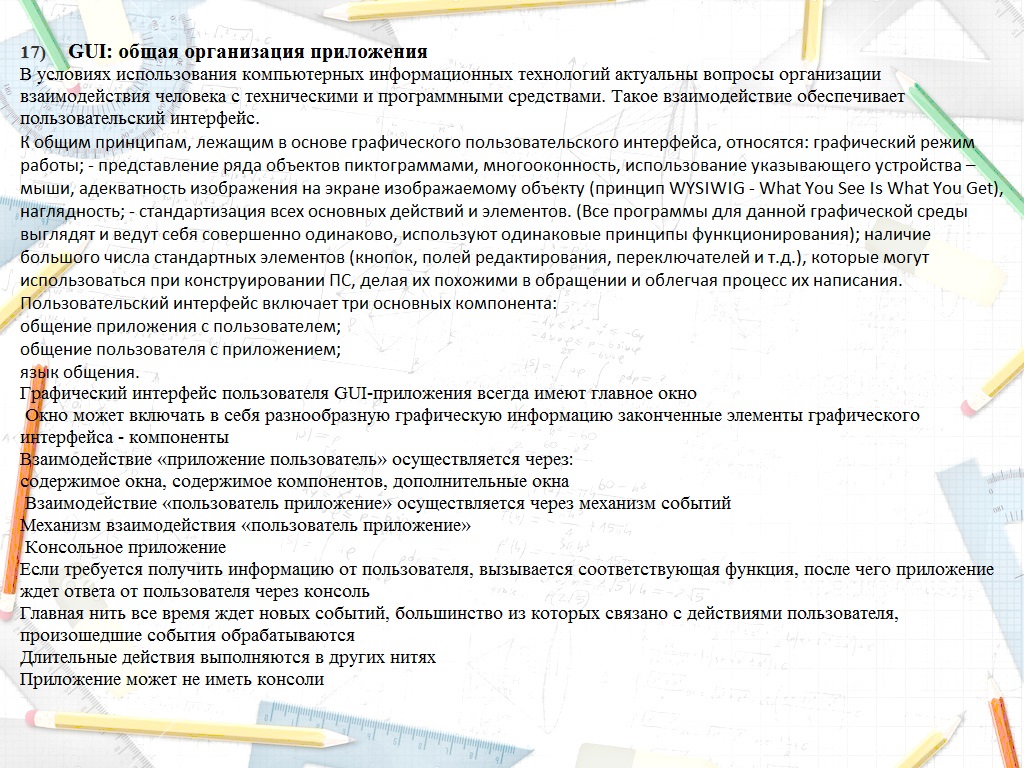 17) GUI: общая организация приложения
В условиях использования компьютерных информационных технологий актуальны вопросы организации
взаимодействия человека с техническими и программными средствами. Такое взаимодействие обеспечивает
пользовательский интерфейс.
К общим принципам, лежащим в основе графического пользовательского интерфейса, относятся: графический режим
работы; - представление ряда объектов пиктограммами, многооконность, использование указывающего устройства –
мыши, адекватность изображения на экране изображаемому объекту (принцип WYSIWIG - What You See Is What You Get),
наглядность; - стандартизация всех основных действий и элементов. (Все программы для данной графической среды
выглядят и ведут себя совершенно одинаково, используют одинаковые принципы функционирования); наличие
большого числа стандартных элементов (кнопок, полей редактирования, переключателей и т.д.), которые могут
использоваться при конструировании ПС, делая их похожими в обращении и облегчая процесс их написания.
Пользовательский интерфейс включает три основных компонента:
общение приложения с пользователем;
общение пользователя с приложением;
язык общения.
Графический интерфейс пользователя GUI-приложения всегда имеют главное окно
Окно может включать в себя разнообразную графическую информацию законченные элементы графического
интерфейса - компоненты
Взаимодействие «приложение пользователь» осуществляется через:
содержимое окна, содержимое компонентов, дополнительные окна
Взаимодействие «пользователь приложение» осуществляется через механизм событий
Механизм взаимодействия «пользователь приложение»
Консольное приложение
Если требуется получить информацию от пользователя, вызывается соответствующая функция, после чего приложение
ждет ответа от пользователя через консоль
Главная нить все время ждет новых событий, большинство из которых связано с действиями пользователя,
произошедшие события обрабатываются
Длительные действия выполняются в других нитях
Приложение может не иметь консоли